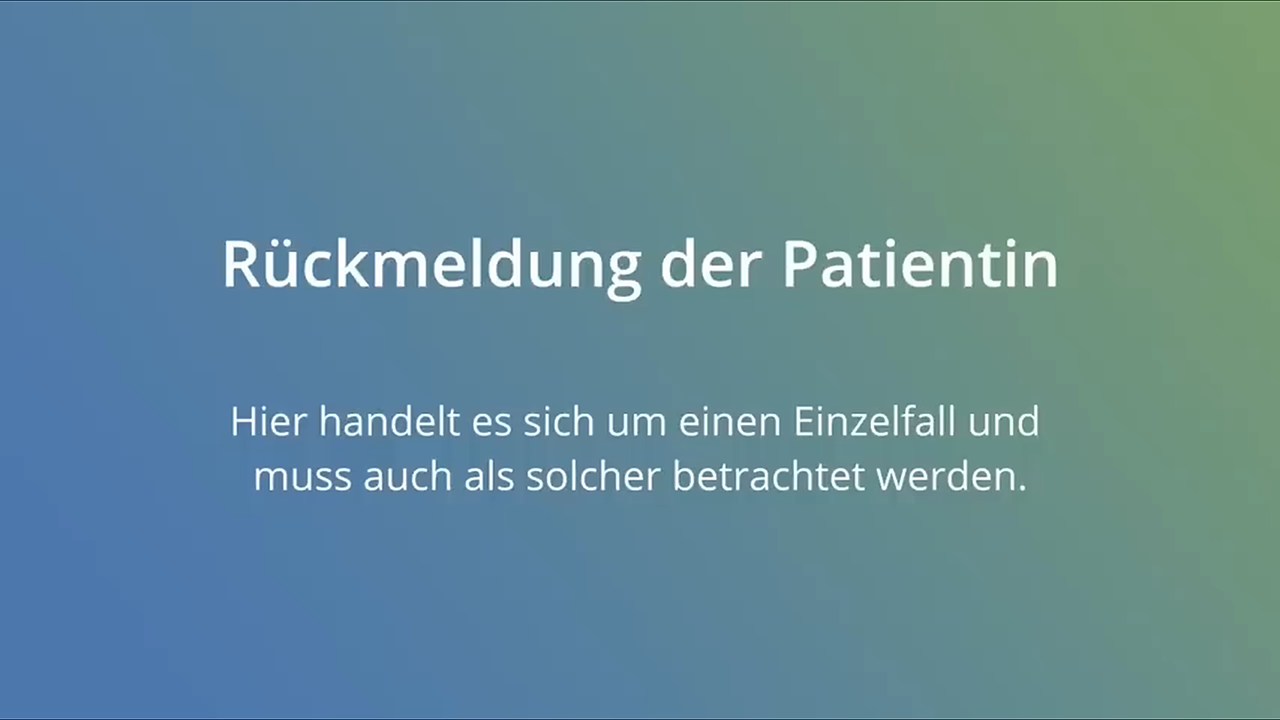 Rückmeldung der Patientin
Hier handelt es sich um einen Einzelfall und
muss auch als solcher betrachtet werden.